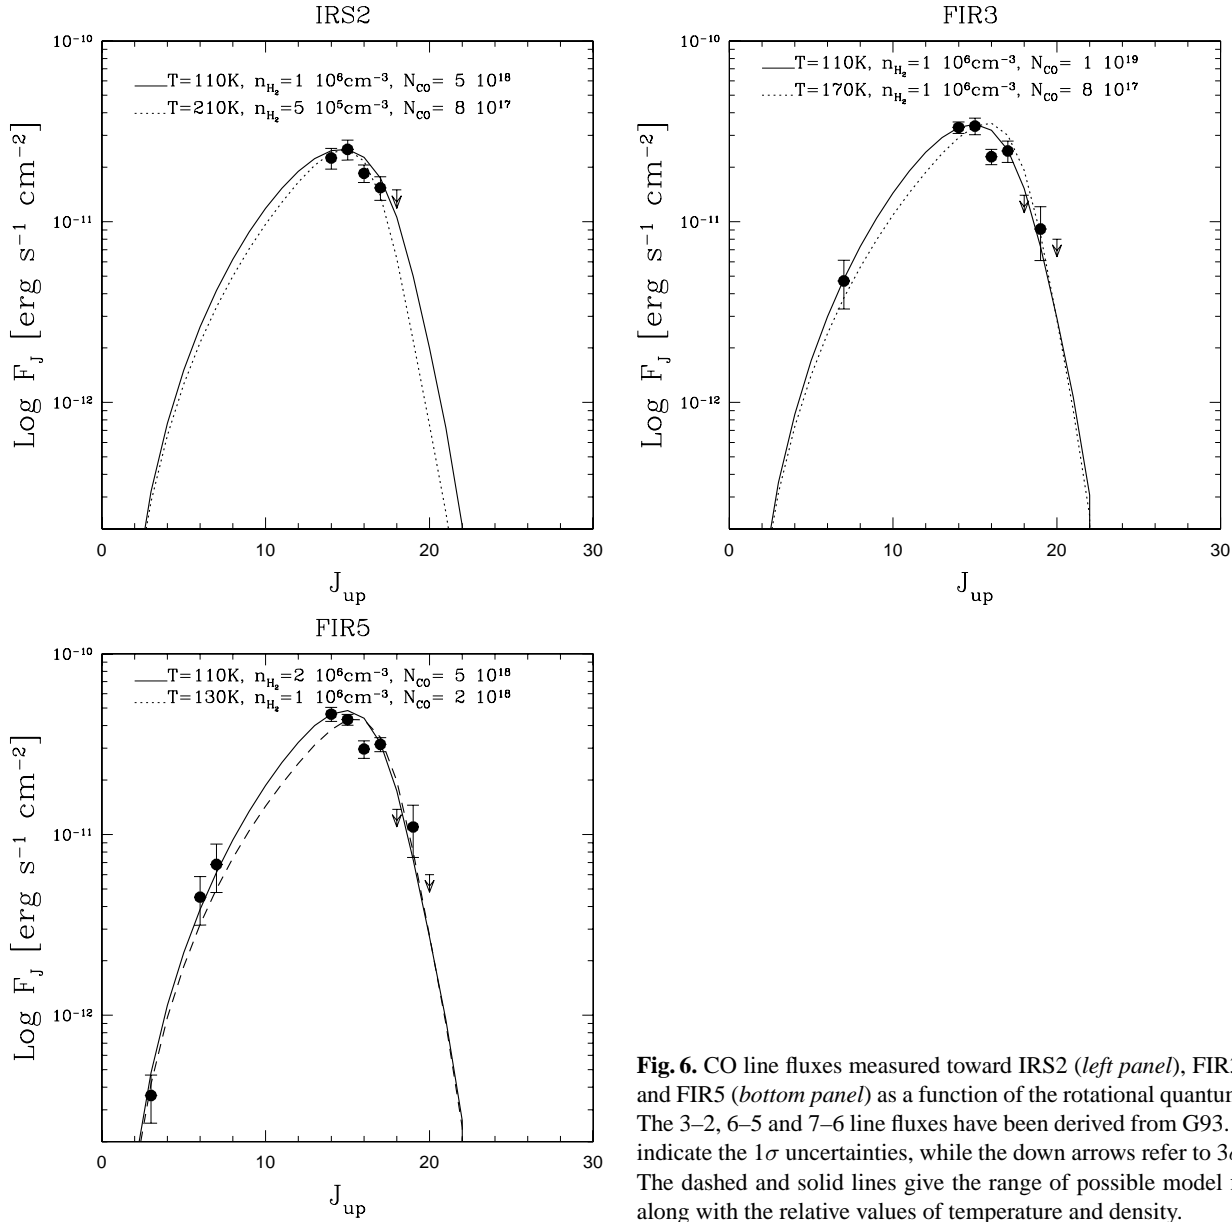 IRS2
10⁻¹⁰
T=110K, n_H₂=1 10⁶cm⁻³, N_CO= 5 10¹⁸
T=210K, n_H₂=5 10⁵cm⁻³, N_CO= 8 10¹⁷
10⁻¹¹
10⁻¹²
Log F_J [erg s⁻¹ cm⁻²]
0 10 20 30
J_up
FIR3
10⁻¹⁰
T=110K, n_H₂=1 10⁶cm⁻³, N_CO= 1 10¹⁹
T=170K, n_H₂=1 10⁶cm⁻³, N_CO= 8 10¹⁷
10⁻¹¹
10⁻¹²
Log F_J [erg s⁻¹ cm⁻²]
0 10 20 30
J_up
FIR5
10⁻¹⁰
T=110K, n_H₂=2 10⁶cm⁻³, N_CO= 5 10¹⁸
T=130K, n_H₂=1 10⁶cm⁻³, N_CO= 2 10¹⁸
10⁻¹¹
10⁻¹²
Log F_J [erg s⁻¹ cm⁻²]
0 10 20 30
J_up
Fig. 6. CO line fluxes measured toward IRS2 (left panel), FIR
and FIR5 (bottom panel) as a function of the rotational quantum
The 3–2, 6–5 and 7–6 line fluxes have been derived from G93.
indicate the 1σ uncertainties, while the down arrows refer to 3σ
The dashed and solid lines give the range of possible model
along with the relative values of temperature and density.